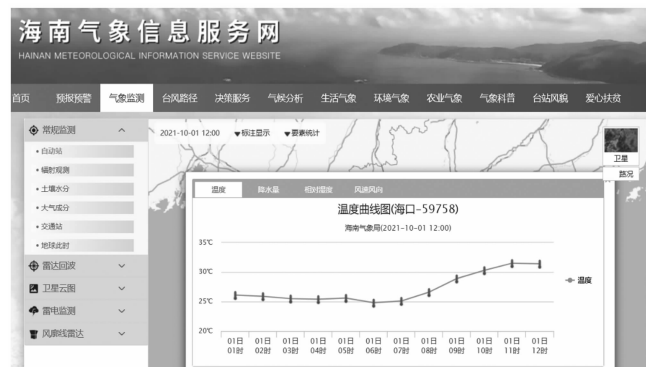 海南气象信息服务网
HAINAN METEOROLOGICAL INFORMATION SERVICE WEBSITE
首页 预报预警 气象监测 台风路径 决策服务 气候分析 生活气象 环境气象 农业气象 气象科普 台站风貌 爱心扶贫
常规监测
自动站
辐射观测
土壤水分
大气成分
交通站
地球此时
雷达回波
卫星云图
雷电监测
风廓线雷达
2021-10-01 12:00 ▼标注显示 ▼要素统计
卫星
路况
温度 降水量 相对湿度 风速风向
温度曲线图(海口-59758)
海南气象局(2021-10-01 12:00)
35℃
30℃
25℃
20℃
温度
01日 01日 01日 01日 01日 01日 01日 01日 01日 01日 01日 01日
01时 02时 03时 04时 05时 06时 07时 08时 09时 10时 11时 12时